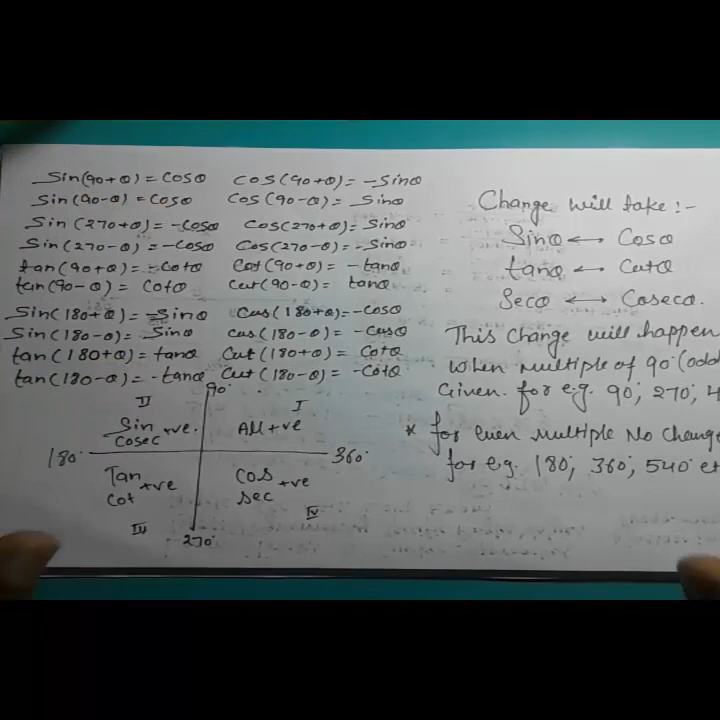 Sin(90+θ) = Cosθ   Cos(90+θ) = -Sinθ
Sin(90-θ) = Cosθ   Cos(90-θ) = Sinθ
Sin(270+θ) = -Cosθ   Cos(270+θ) = Sinθ
Sin(270-θ) = -Cosθ   Cos(270-θ) = -Sinθ
tan(90+θ) = -Cotθ   Cot(90+θ) = -tanθ
tan(90-θ) = Cotθ   Cot(90-θ) = tanθ
Sin(180+θ) = -Sinθ   Cos(180+θ) = -Cosθ
Sin(180-θ) = Sinθ   Cos(180-θ) = -Cosθ
tan(180+θ) = tanθ   Cot(180+θ) = Cotθ
tan(180-θ) = -tanθ   Cot(180-θ) = -Cotθ
90°
II   I
Sin Cosec +ve.   All +ve
180°   360°
Tan Cot +ve   Cos Sec +ve
III   IV
270°
Change will take :-
Sinθ ↔ Cosθ
tanθ ↔ Cotθ
Secθ ↔ Cosecθ.
This Change will happen
When multiple of 90° (odd
Given. for e.g. 90°, 270°, 4
* for even multiple No Change
for e.g. 180°, 360°, 540° et